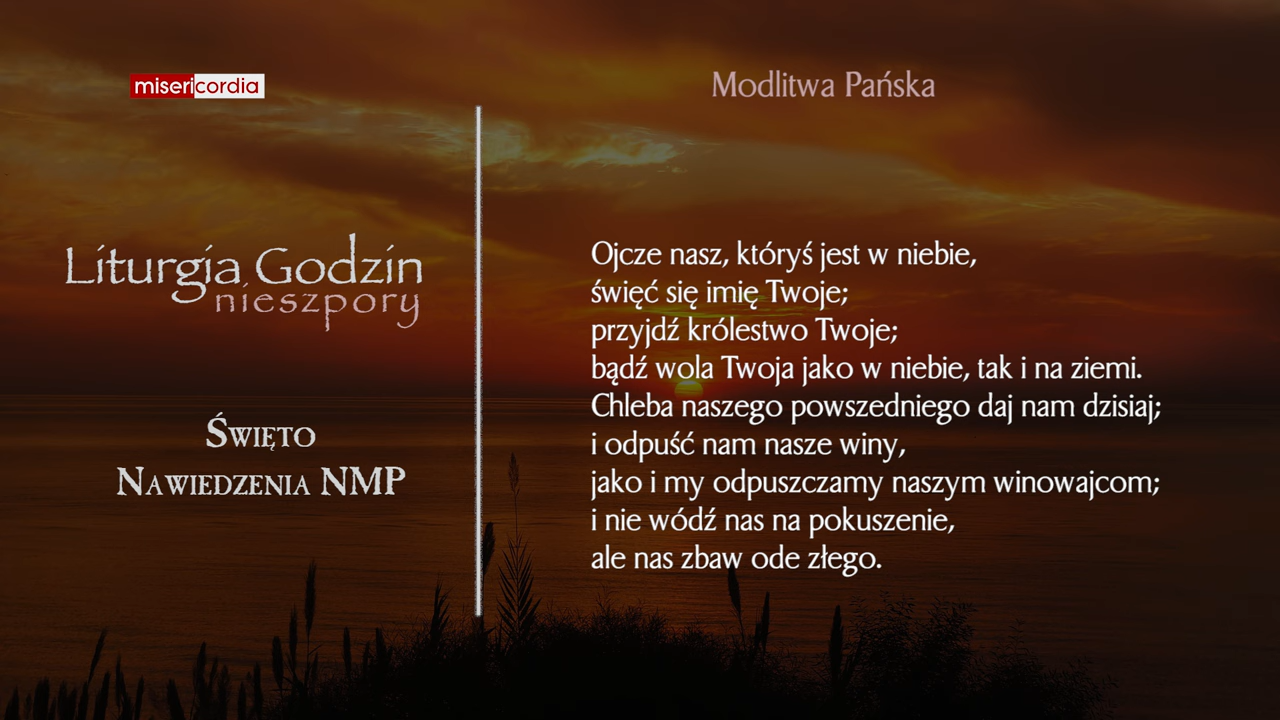 misericordia
Liturgia Godzin
nieszpory
Święto
Nawiedzenia NMP
Modlitwa Pańska
Ojcze nasz, któryś jest w niebie,
święć się imię Twoje;
przyjdź królestwo Twoje;
bądź wola Twoja jako w niebie, tak i na ziemi.
Chleba naszego powszedniego daj nam dzisiaj;
i odpuść nam nasze winy,
jako i my odpuszczamy naszym winowajcom;
i nie wódź nas na pokuszenie,
ale nas zbaw ode złego.